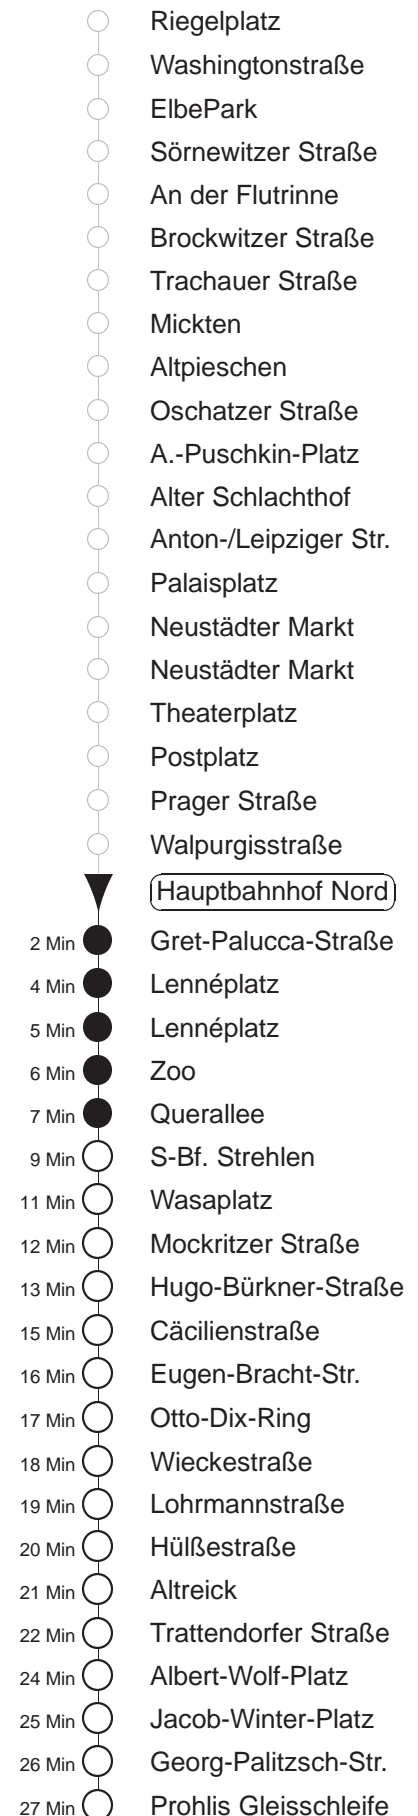 Riegelplatz
Washingtonstraße
ElbePark
Sörnewitzer Straße
An der Flutrinne
Brockwitzer Straße
Trachauer Straße
Mickten
Altpieschen
Oschatzer Straße
A.-Puschkin-Platz
Alter Schlachthof
Anton-/Leipziger Str.
Palaisplatz
Neustädter Markt
Neustädter Markt
Theaterplatz
Postplatz
Prager Straße
Walpurgisstraße
Hauptbahnhof Nord
2 Min Gret-Palucca-Straße
4 Min Lennéplatz
5 Min Lennéplatz
6 Min Zoo
7 Min Querallee
9 Min S-Bf. Strehlen
11 Min Wasaplatz
12 Min Mockritzer Straße
13 Min Hugo-Bürkner-Straße
15 Min Cäcilienstraße
16 Min Eugen-Bracht-Str.
17 Min Otto-Dix-Ring
18 Min Wieckestraße
19 Min Lohrmannstraße
20 Min Hülßestraße
21 Min Altreick
22 Min Trattendorfer Straße
24 Min Albert-Wolf-Platz
25 Min Jacob-Winter-Platz
26 Min Georg-Palitzsch-Str.
27 Min Prohlis Gleisschleife